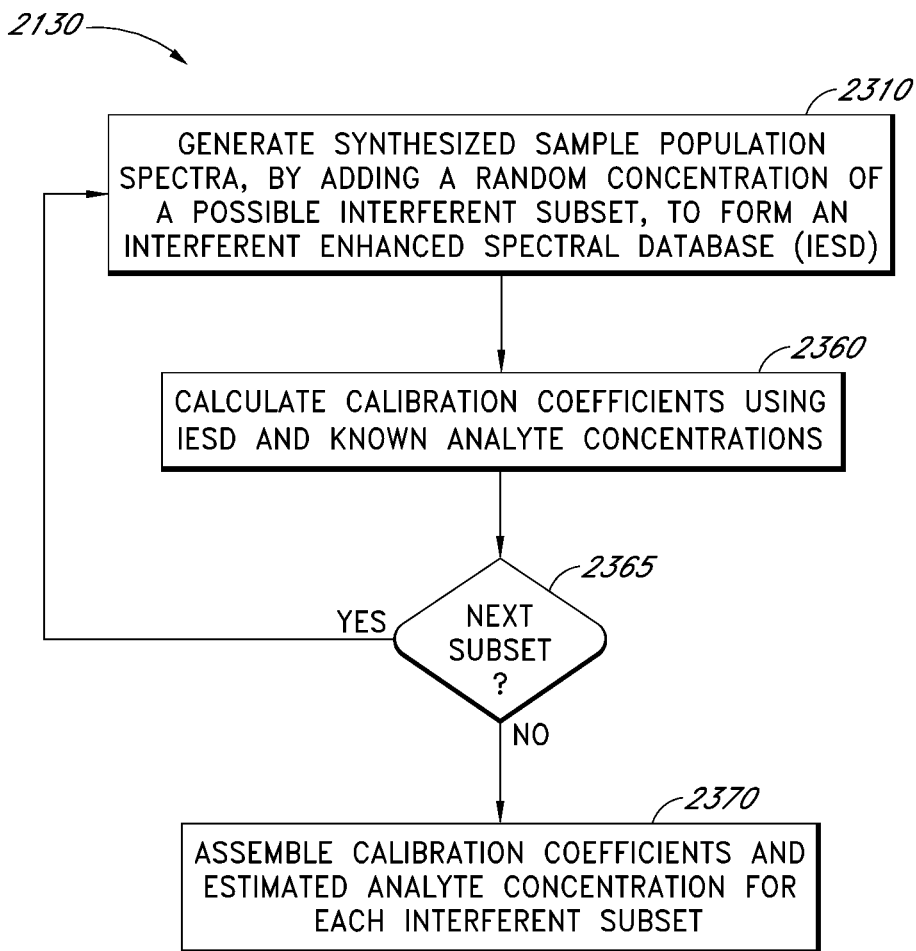 2130
2310
GENERATE SYNTHESIZED SAMPLE POPULATION
SPECTRA, BY ADDING A RANDOM CONCENTRATION OF
A POSSIBLE INTERFERENT SUBSET, TO FORM AN
INTERFERENT ENHANCED SPECTRAL DATABASE (IESD)
2360
CALCULATE CALIBRATION COEFFICIENTS USING
IESD AND KNOWN ANALYTE CONCENTRATIONS
2365
YES
NEXT
SUBSET
?
NO
2370
ASSEMBLE CALIBRATION COEFFICIENTS AND
ESTIMATED ANALYTE CONCENTRATION FOR
EACH INTERFERENT SUBSET